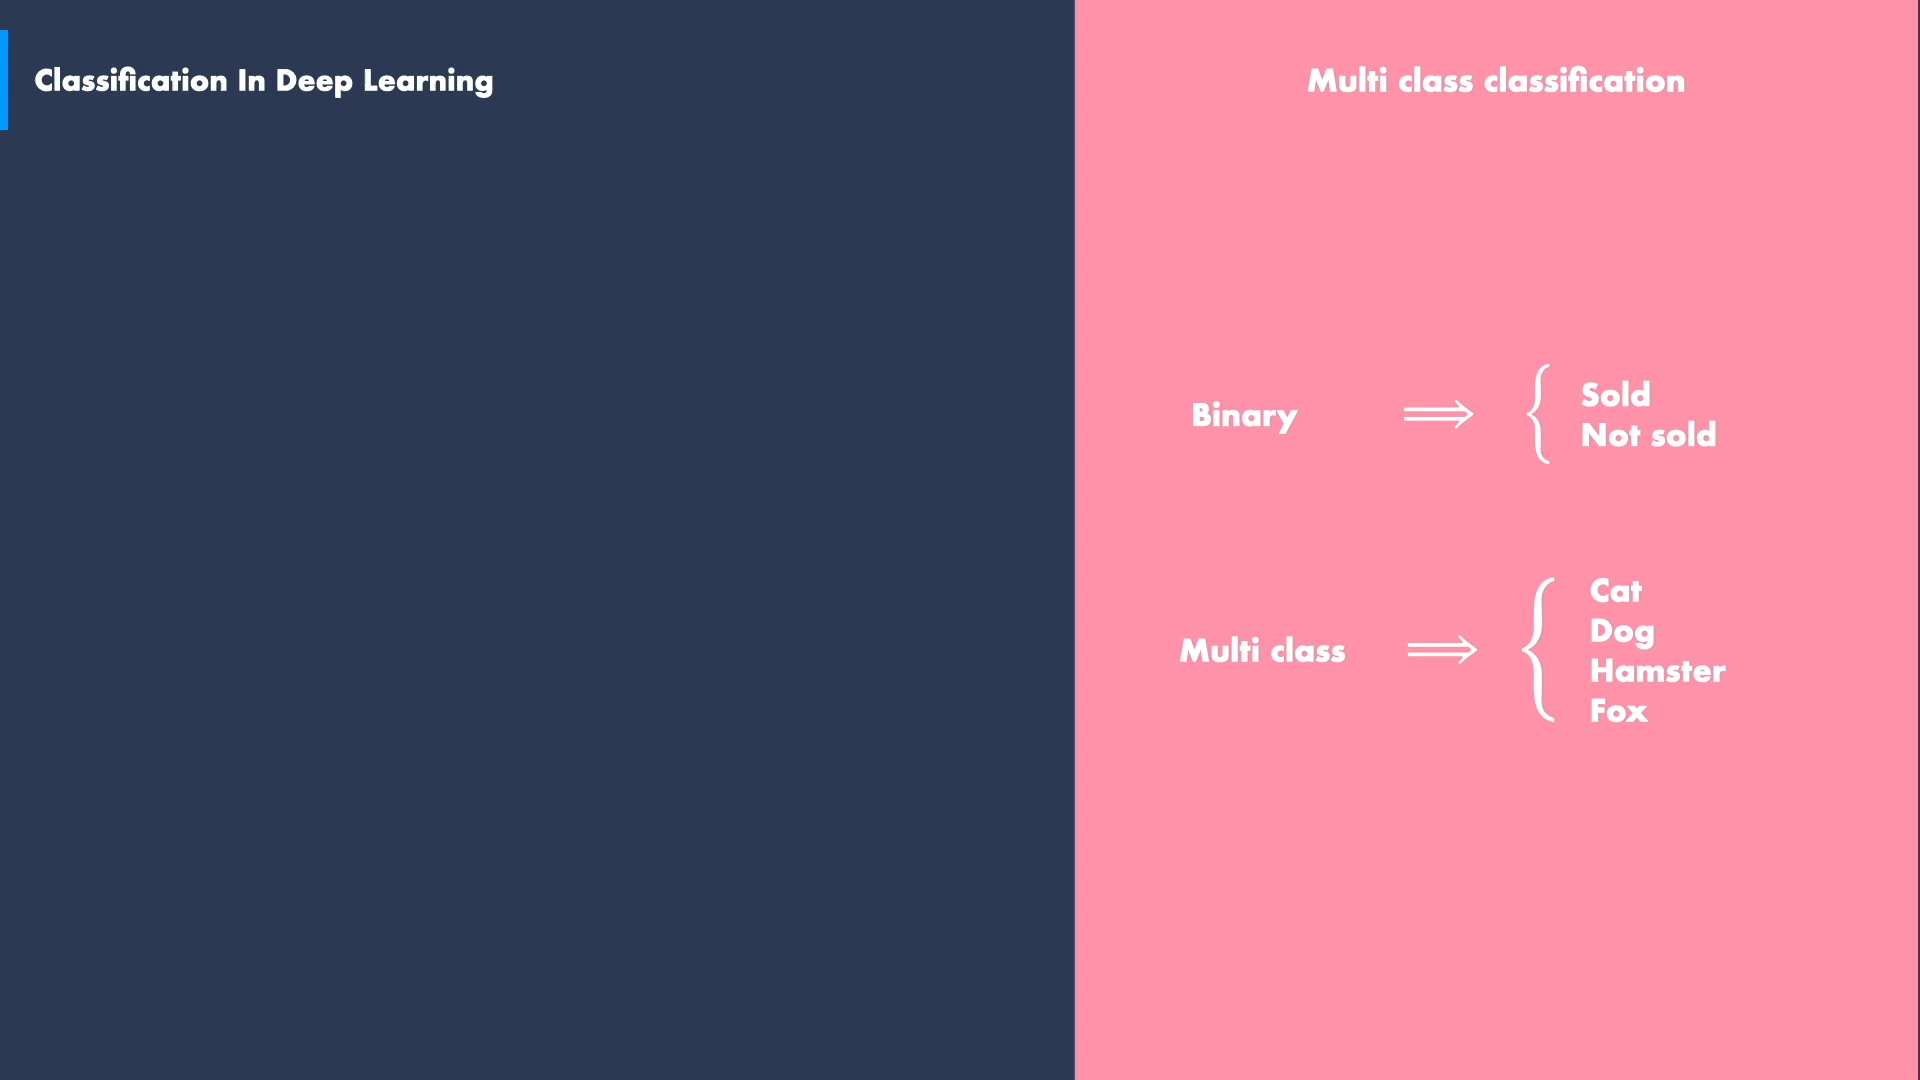 Classification In Deep Learning
Multi class classification
Binary
Sold
Not sold
Multi class
Cat
Dog
Hamster
Fox